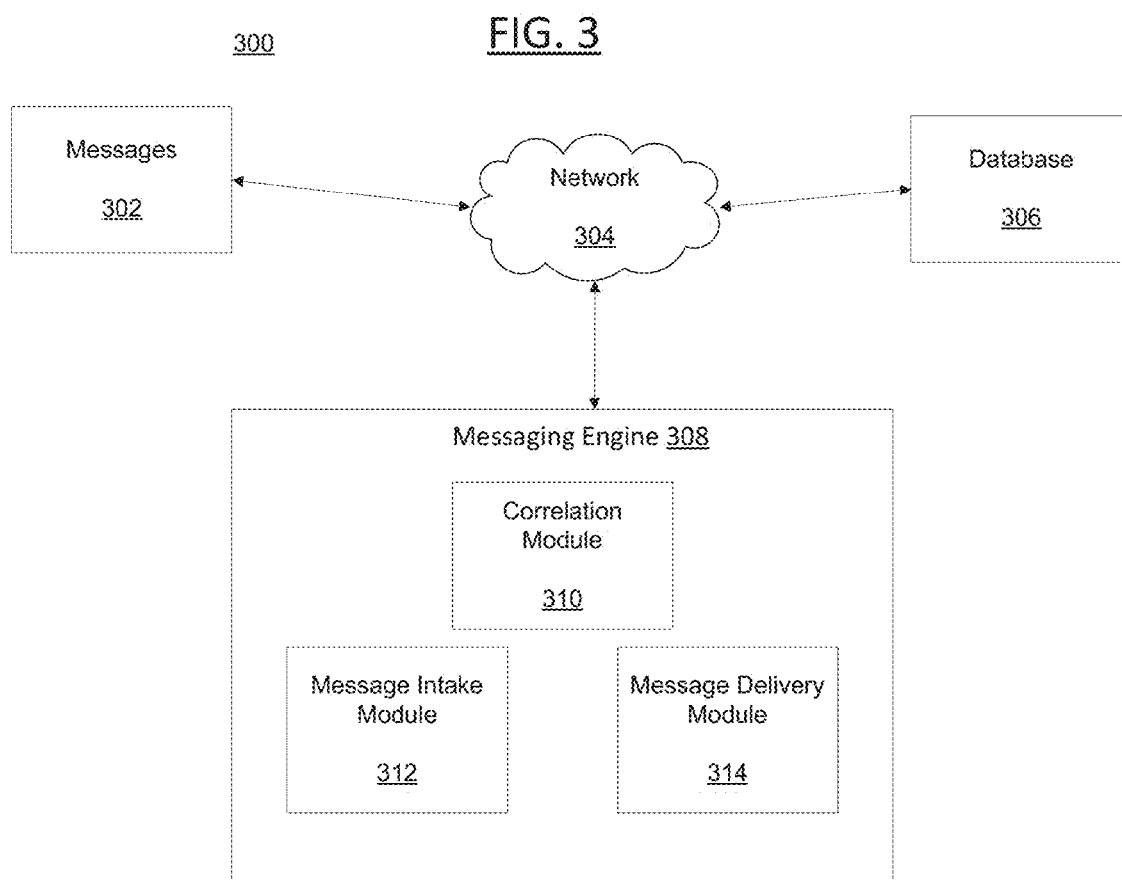 FIG. 3
300
Messages
302
Network
304
Database
306
Messaging Engine 308
Correlation
Module
310
Message Intake
Module
312
Message Delivery
Module
314